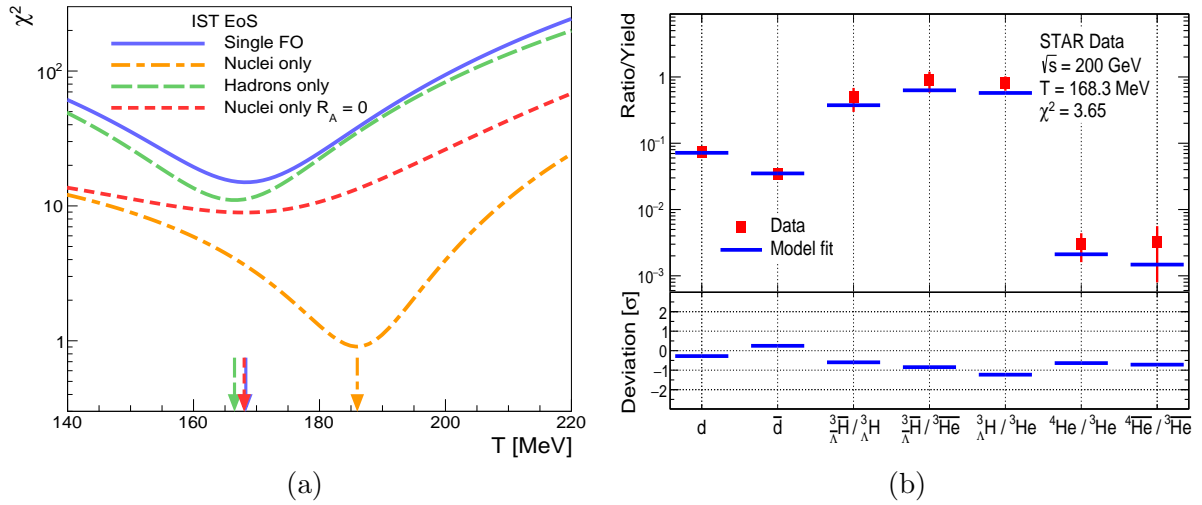 χ²
IST EoS
Single FO
Nuclei only
Hadrons only
Nuclei only R_A = 0
10²
10
1
140 160 180 200 220
T [MeV]
(a)
Ratio/Yield
STAR Data
√s = 200 GeV
T = 168.3 MeV
χ² = 3.65
1
10⁻¹
10⁻²
10⁻³
Data
Model fit
Deviation [σ]
2
1
0
−1
−2
d d̅ ³_Λ̅H̅ / ³_ΛH ³_Λ̅H̅ / ³H̅e̅ ³_ΛH / ³He ⁴He / ³He ⁴H̅e̅ / ³H̅e̅
(b)